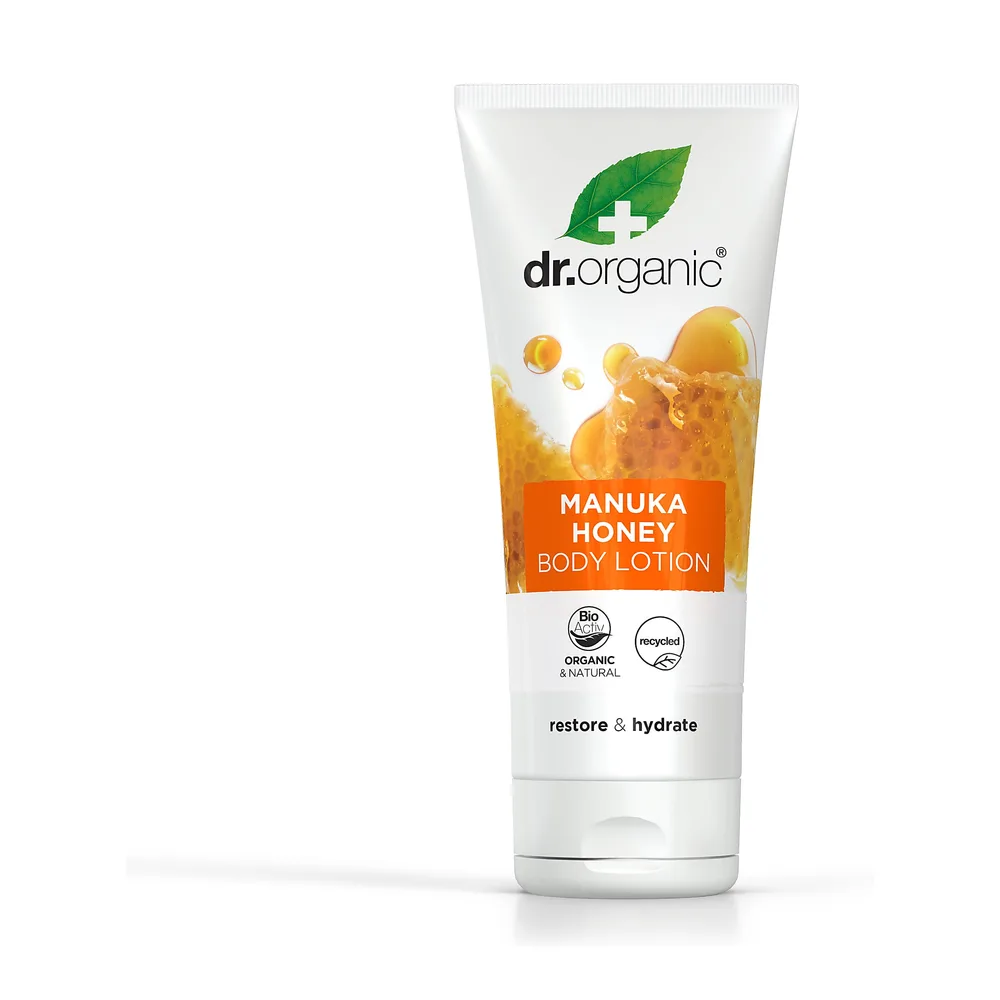 dr.organic®
MANUKA
HONEY
BODY LOTION
Bio
Activ
ORGANIC
& NATURAL
recycled
restore & hydrate